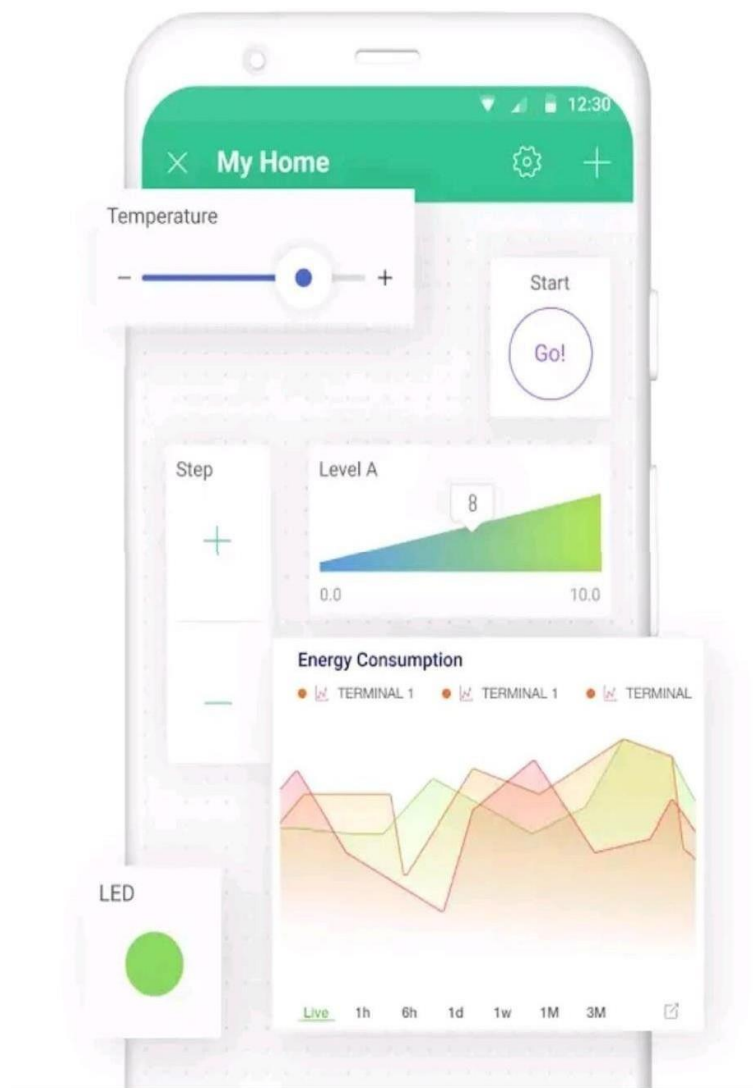 12:30
My Home
Temperature
− +
Start
Go!
Step
+
−
Level A
8
0.0 10.0
Energy Consumption
TERMINAL 1 TERMINAL 1 TERMINAL
LED
Live 1h 6h 1d 1w 1M 3M